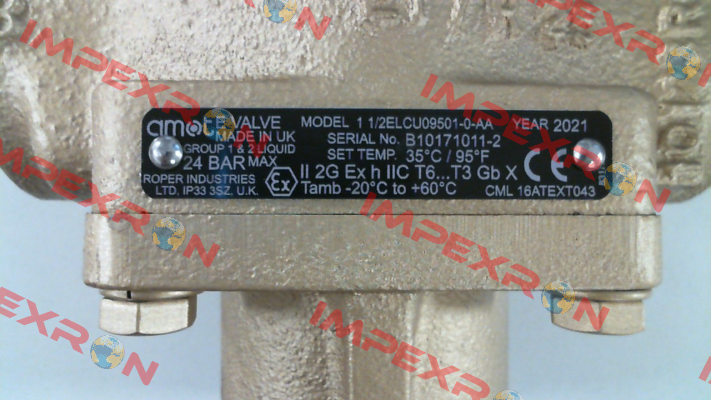 amot E VALVE MODEL 1 1/2ELCU09501-0-AA YEAR 2021
MADE IN UK SERIAL No. B10171011-2
GROUP 1 & 2 LIQUID SET TEMP. 35°C / 95°F
24 BAR MAX II 2G Ex h IIC T6...T3 Gb X CE
ROPER INDUSTRIES Ex Tamb -20°C to +60°C CML 16ATEXT043
LTD, IP33 3SZ. U.K.
IMPEXRON
IMPEXRON
IMPEXRON
IMPEXRON
IMPEXRON
IMPEXRON